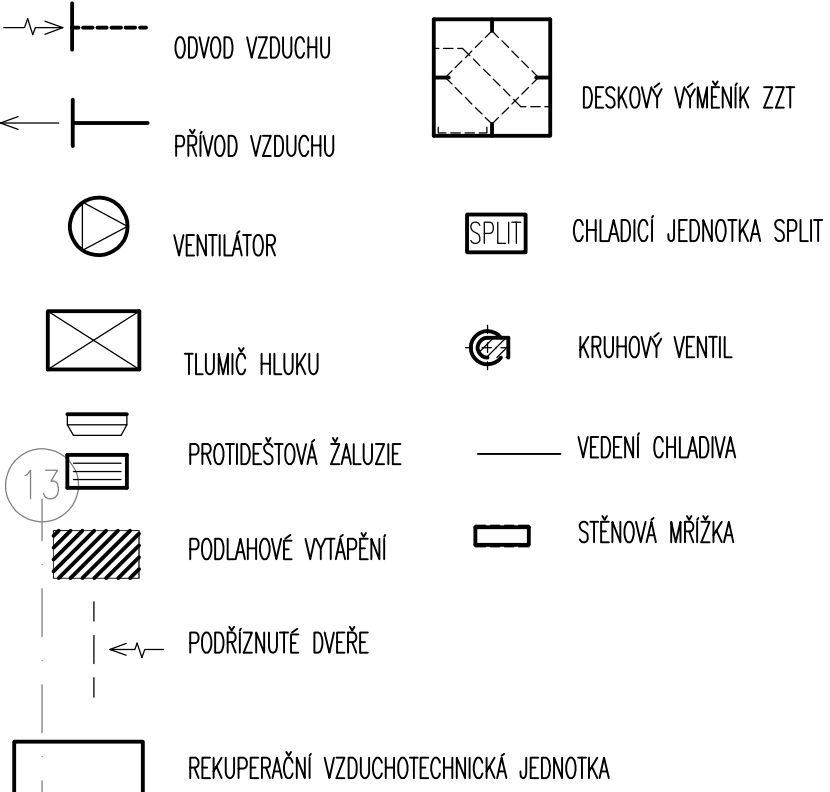 ODVOD VZDUCHU
PŘÍVOD VZDUCHU
VENTILÁTOR
TLUMIČ HLUKU
PROTIDEŠTOVÁ ŽALUZIE
13
PODLAHOVÉ VYTÁPĚNÍ
PODŘÍZNUTÉ DVEŘE
REKUPERAČNÍ VZDUCHOTECHNICKÁ JEDNOTKA
DESKOVÝ VÝMĚNÍK ZZT
SPLIT CHLADICÍ JEDNOTKA SPLIT
KRUHOVÝ VENTIL
VEDENÍ CHLADIVA
STĚNOVÁ MŘÍŽKA